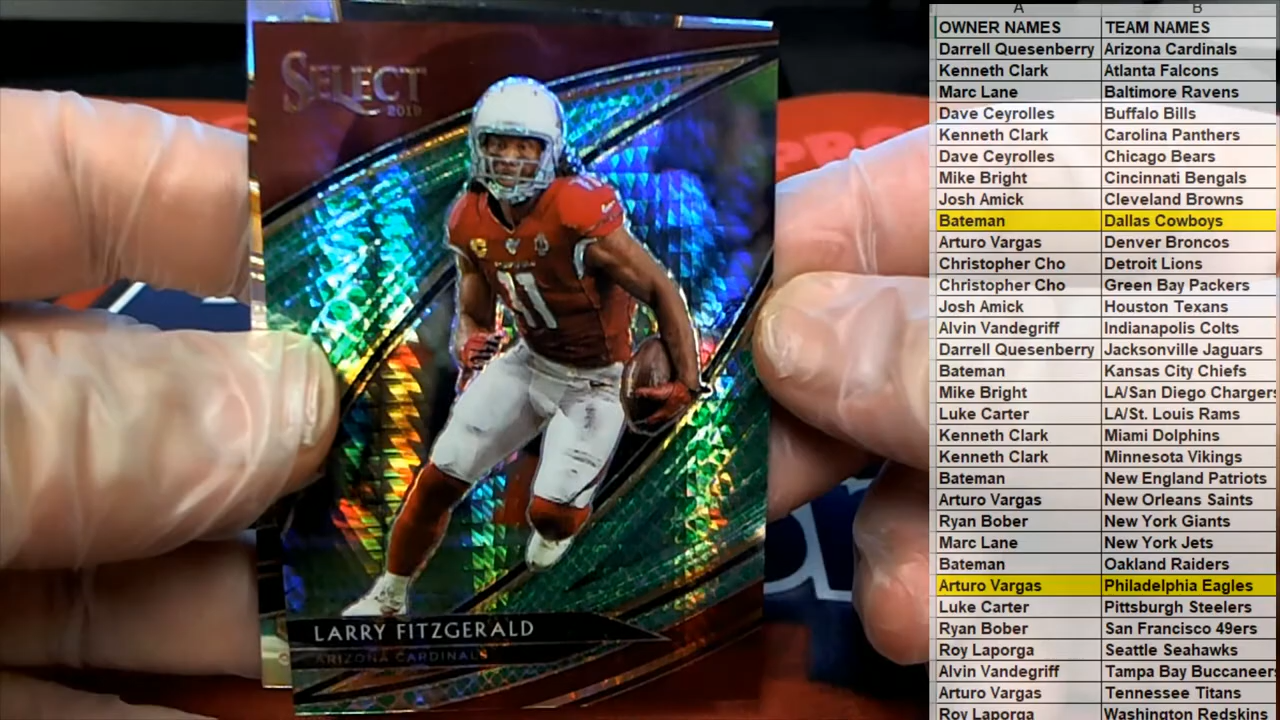 SELECT
2019
11
11
LARRY FITZGERALD
ARIZONA CARDINALS
A B
OWNER NAMES TEAM NAMES
Darrell Quesenberry Arizona Cardinals
Kenneth Clark Atlanta Falcons
Marc Lane Baltimore Ravens
Dave Ceyrolles Buffalo Bills
Kenneth Clark Carolina Panthers
Dave Ceyrolles Chicago Bears
Mike Bright Cincinnati Bengals
Josh Amick Cleveland Browns
Bateman Dallas Cowboys
Arturo Vargas Denver Broncos
Christopher Cho Detroit Lions
Christopher Cho Green Bay Packers
Josh Amick Houston Texans
Alvin Vandegriff Indianapolis Colts
Darrell Quesenberry Jacksonville Jaguars
Bateman Kansas City Chiefs
Mike Bright LA/San Diego Chargers
Luke Carter LA/St. Louis Rams
Kenneth Clark Miami Dolphins
Kenneth Clark Minnesota Vikings
Bateman New England Patriots
Arturo Vargas New Orleans Saints
Ryan Bober New York Giants
Marc Lane New York Jets
Bateman Oakland Raiders
Arturo Vargas Philadelphia Eagles
Luke Carter Pittsburgh Steelers
Ryan Bober San Francisco 49ers
Roy Laporga Seattle Seahawks
Alvin Vandegriff Tampa Bay Buccaneers
Arturo Vargas Tennessee Titans
Roy Laporga Washington Redskins